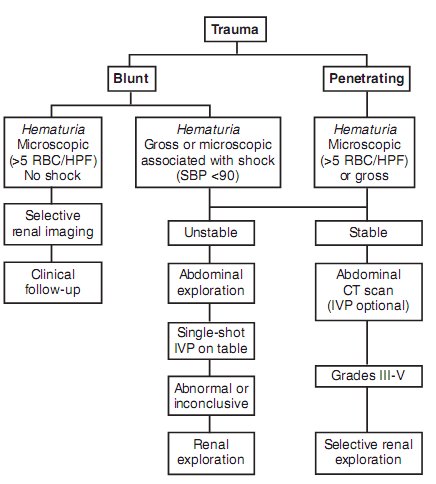 Trauma
Blunt
Penetrating
Hematuria
Microscopic
(>5 RBC/HPF)
No shock
Hematuria
Gross or microscopic
associated with shock
(SBP <90)
Hematuria
Microscopic
(>5 RBC/HPF)
or gross
Selective
renal imaging
Unstable
Stable
Clinical
follow-up
Abdominal
exploration
Abdominal
CT scan
(IVP optional)
Single-shot
IVP on table
Abnormal or
inconclusive
Grades III-V
Renal
exploration
Selective renal
exploration